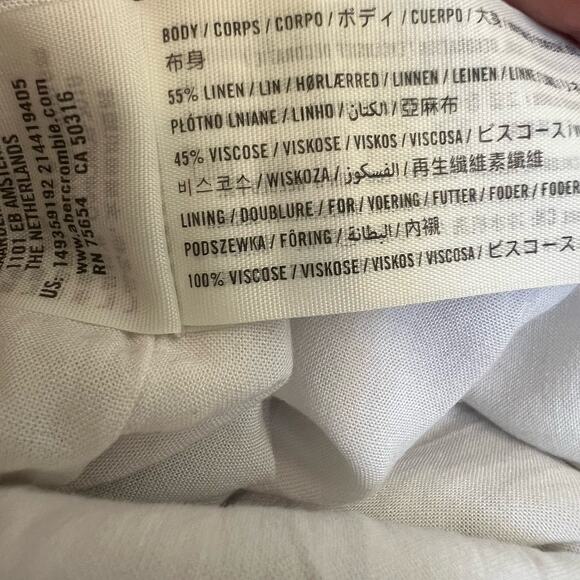 1101 EB AMSTER
THE NETHERLANDS
US: 149369192 214419405
www.abercrombie.com
RN 75654 CA 50316
BODY / CORPS / CORPO / ボディ / CUERPO /
布身
55% LINEN / LIN / HØRLÆRRED / LINNEN / LEINEN /
PŁÓTNO LNIANE / LINHO / الكتان / 亞麻布
45% VISCOSE / VISKOSE / VISKOS / VISCOSA / ビスコース /
비스코스 / WISKOZA / الفسكوز / 再生纖維素纖維
LINING / DOUBLURE / FOR / VOERING / FUTTER / FODER / FODER
PODSZEWKA / FÖRING / البطانة / 內襯
100% VISCOSE / VISKOSE / VISKOS / VISCOSA / ビスコース